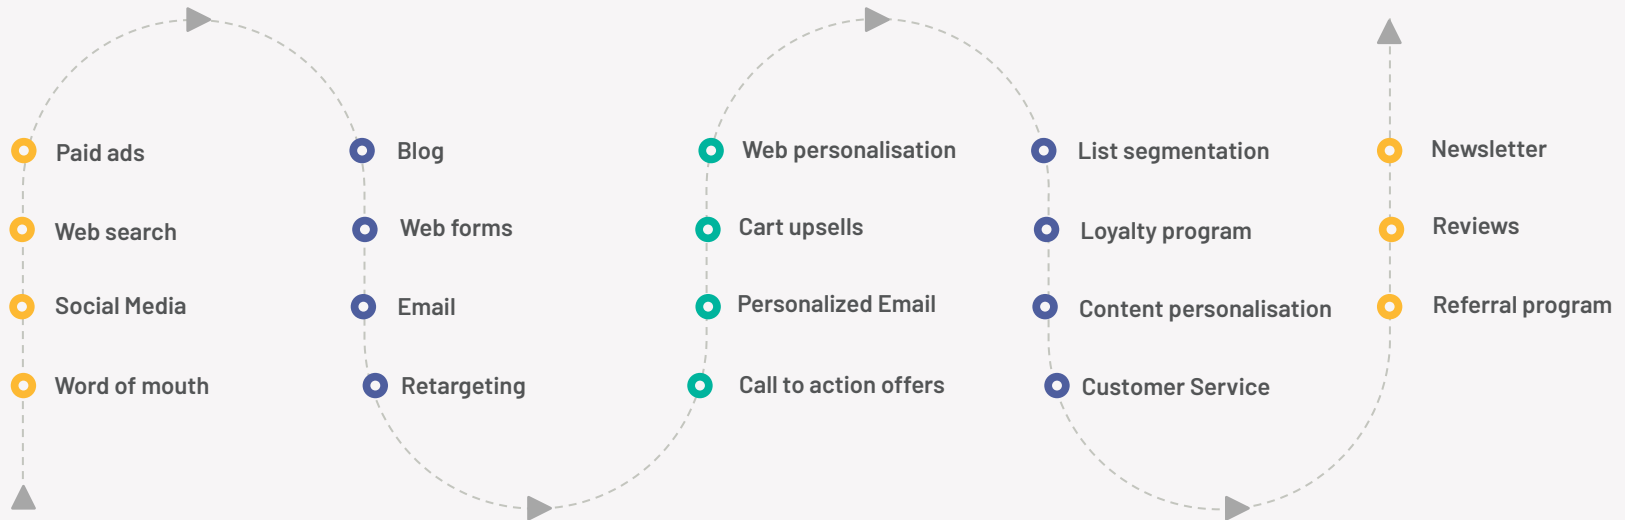 Paid ads
Web search
Social Media
Word of mouth
Blog
Web forms
Email
Retargeting
Web personalisation
Cart upsells
Personalized Email
Call to action offers
List segmentation
Loyalty program
Content personalisation
Customer Service
Newsletter
Reviews
Referral program